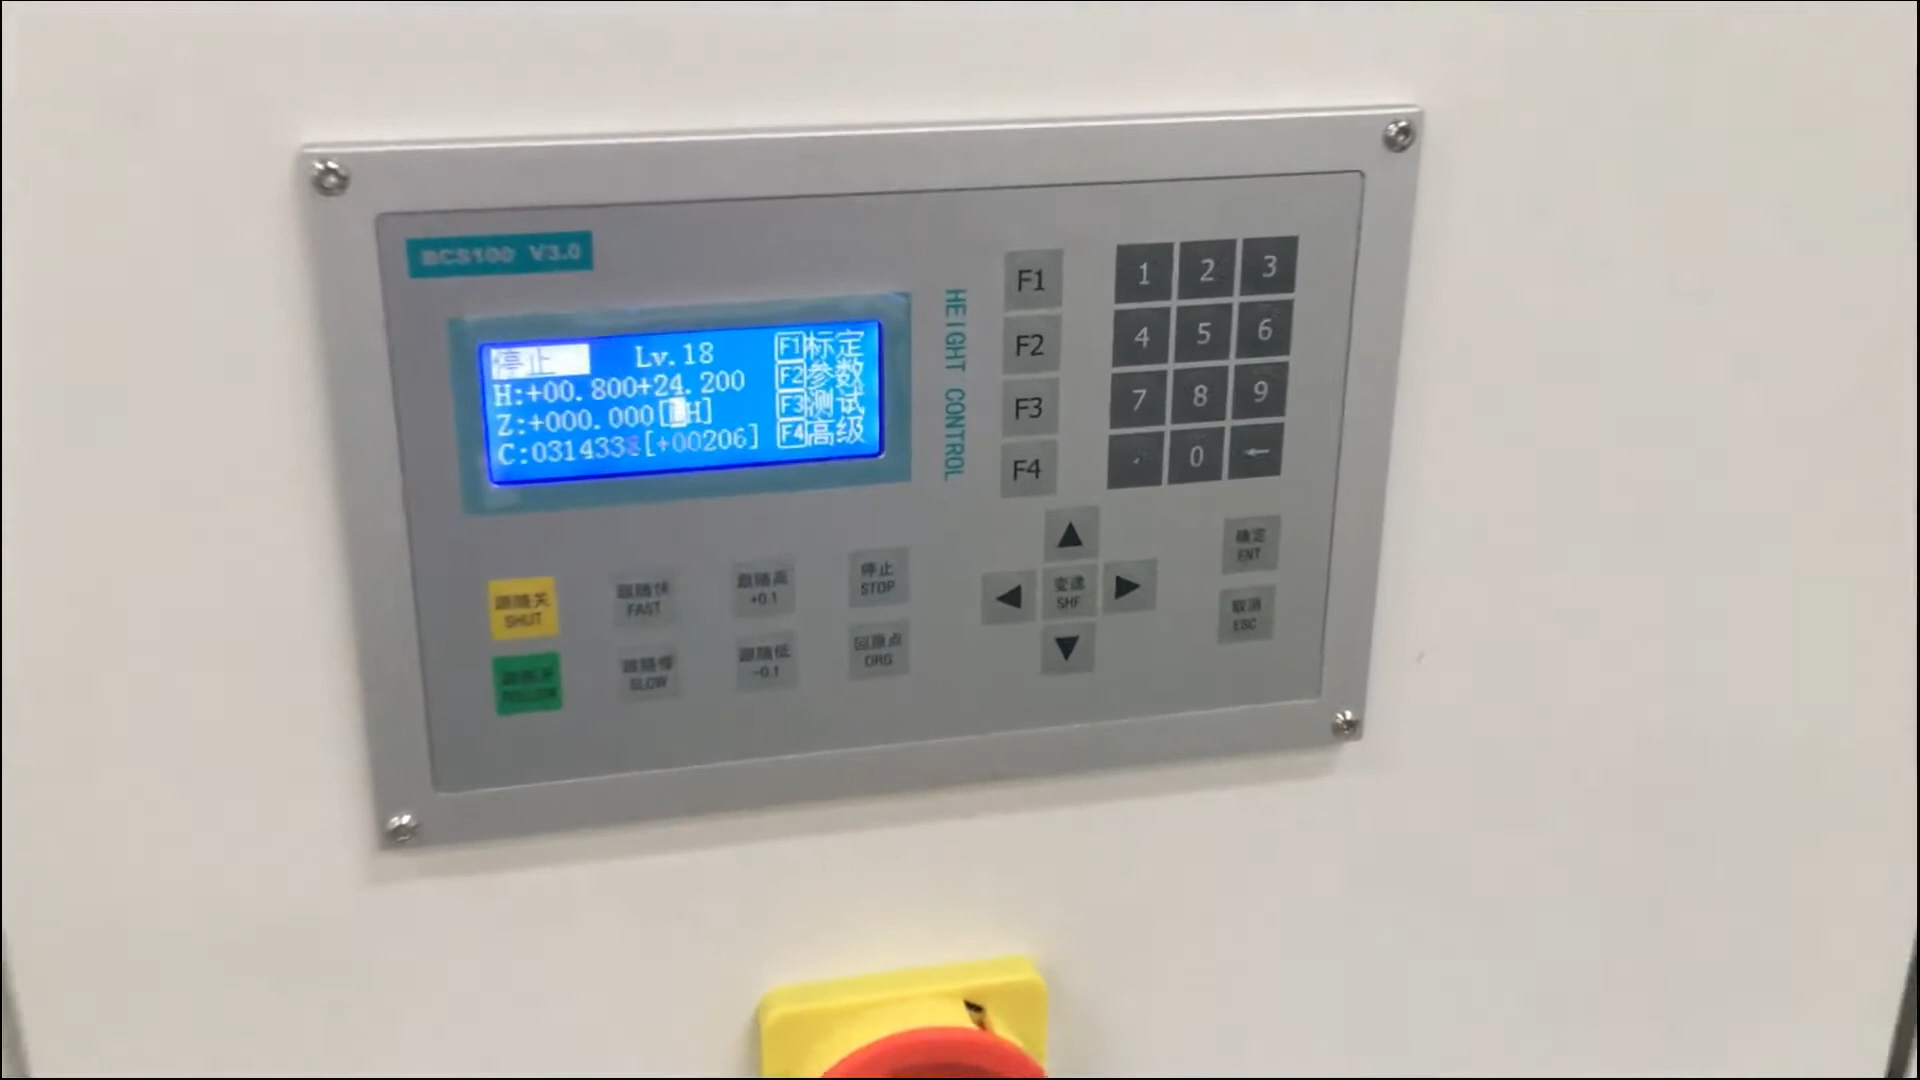 BCS100 V3.0
停止 Lv.18 F1标定
H:+00.800+24.200 F2参数
Z:+000.000[ H] F3测试
C:0314338[+00206] F4高级
HEIGHT CONTROL
F1
F2
F3
F4
1 2 3
4 5 6
7 8 9
. 0 ←
跟随关
SHUT
跟随快
FAST
跟随高
+0.1
停止
STOP
跟随开
FOLLOW
跟随慢
SLOW
跟随低
-0.1
回原点
ORG
▲
◀ 变速 ▶
SHF
▼
确定
ENT
取消
ESC